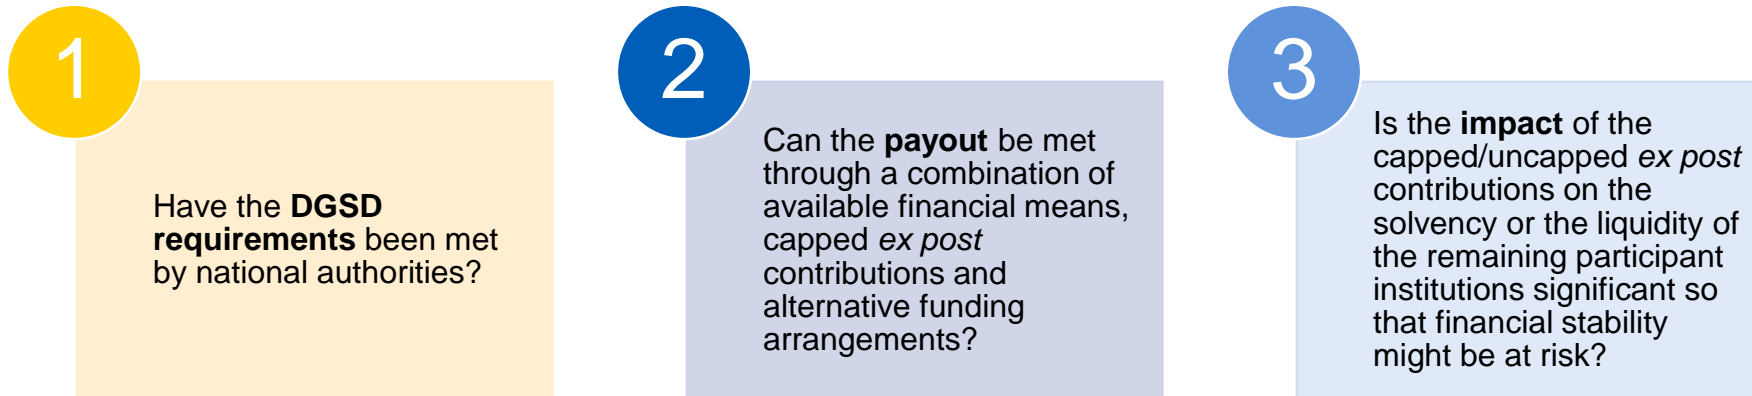 1
Have the DGSD
requirements been met
by national authorities?
2
Can the payout be met
through a combination of
available financial means,
capped ex post
contributions and
alternative funding
arrangements?
3
Is the impact of the
capped/uncapped ex post
contributions on the
solvency or the liquidity of
the remaining participant
institutions significant so
that financial stability
might be at risk?